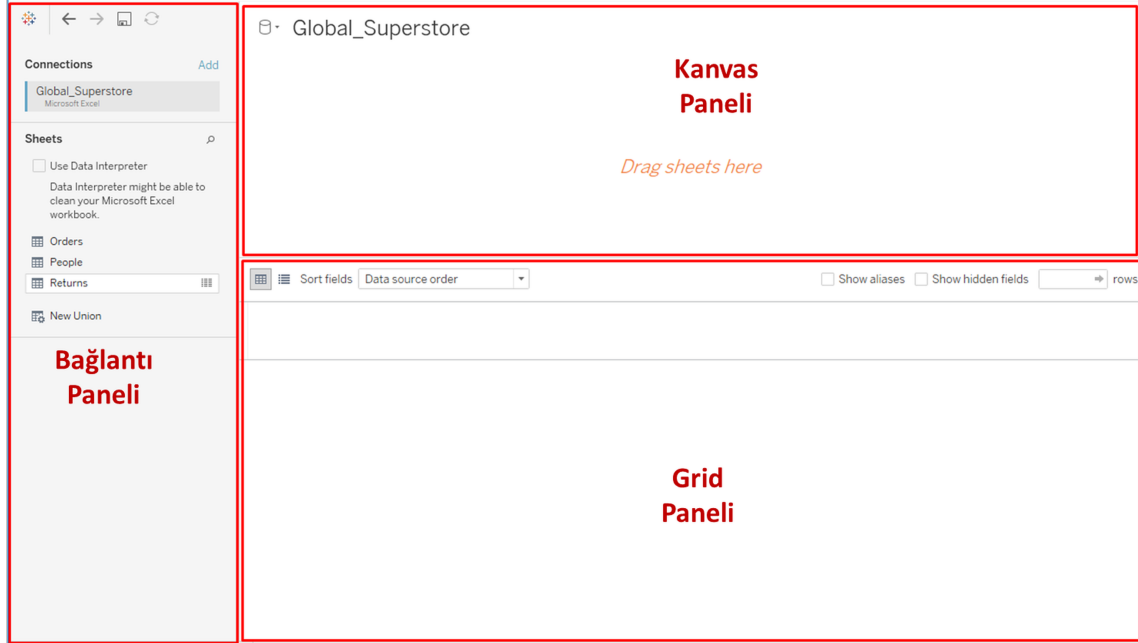 Connections Add
Global_Superstore
Microsoft Excel
Sheets
Use Data Interpreter
Data Interpreter might be able to
clean your Microsoft Excel
workbook.
Orders
People
Returns
New Union
Bağlantı
Paneli
Global_Superstore
Kanvas
Paneli
Drag sheets here
Sort fields Data source order Show aliases Show hidden fields rows
Grid
Paneli